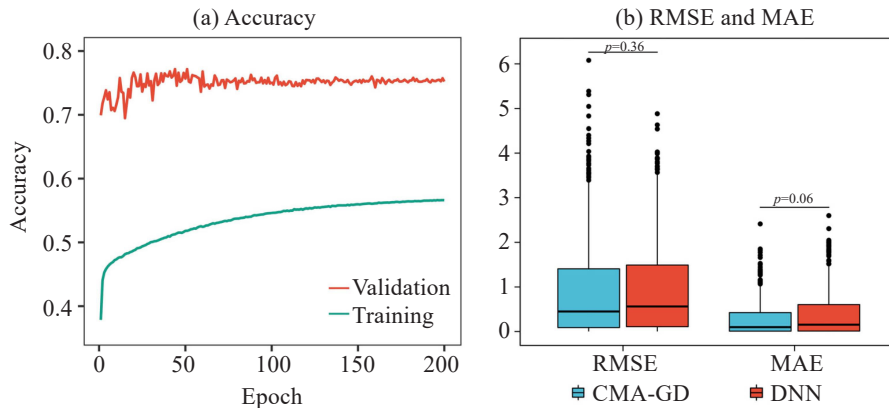 (a) Accuracy
0.8
0.7
0.6
0.5
0.4
Accuracy
Validation
Training
0
50
100
150
200
Epoch
(b) RMSE and MAE
6
5
4
3
2
1
0
p=0.36
p=0.06
RMSE
MAE
CMA-GD
DNN